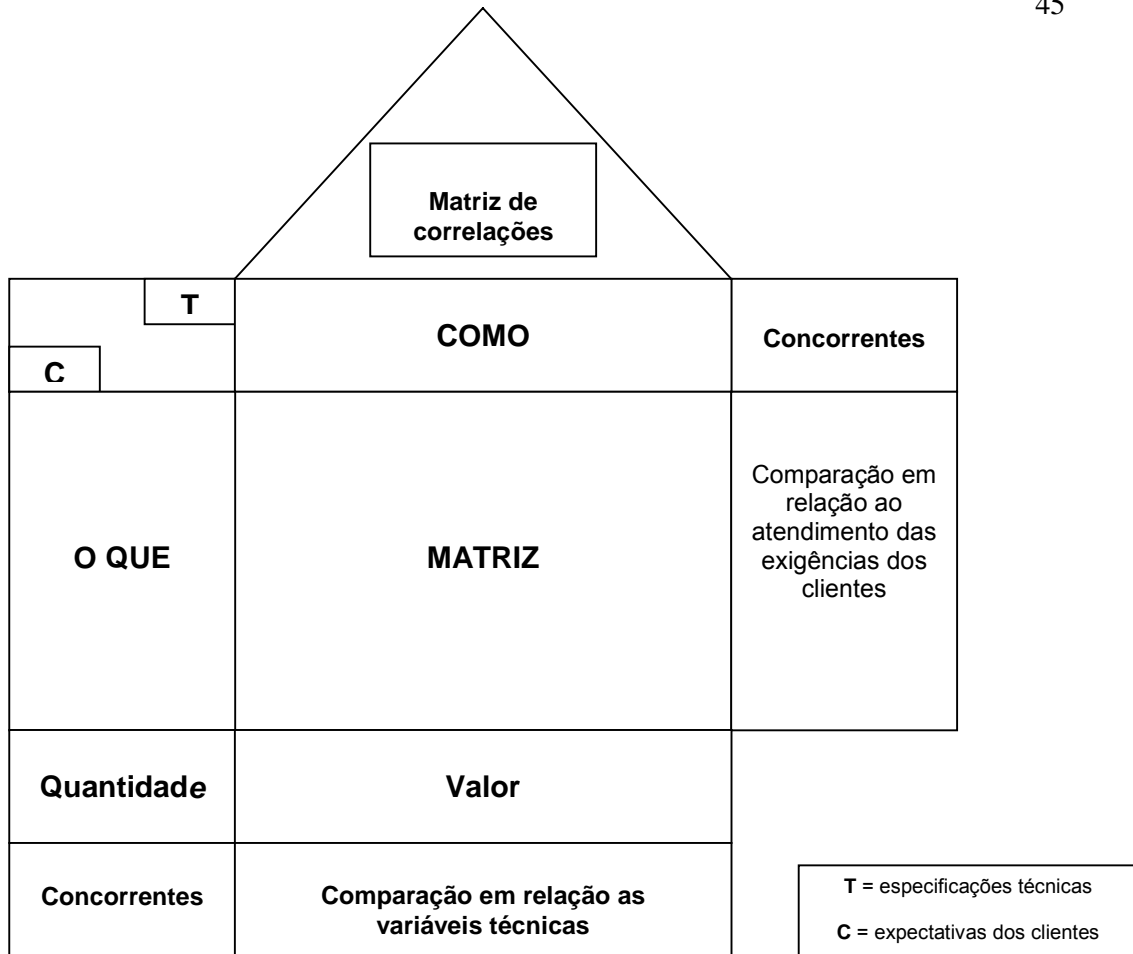 45
Matriz de
correlações
T
COMO
Concorrentes
C
O QUE
MATRIZ
Comparação em
relação ao
atendimento das
exigências dos
clientes
Quantidade
Valor
Concorrentes
Comparação em relação as
variáveis técnicas
T = especificações técnicas
C = expectativas dos clientes